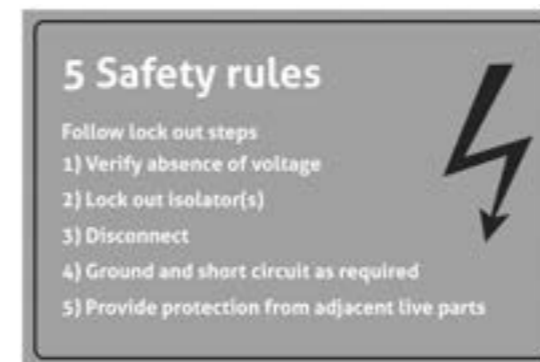 5 Safety rules
Follow lock out steps
1) Verify absence of voltage
2) Lock out isolator(s)
3) Disconnect
4) Ground and short circuit as required
5) Provide protection from adjacent live parts